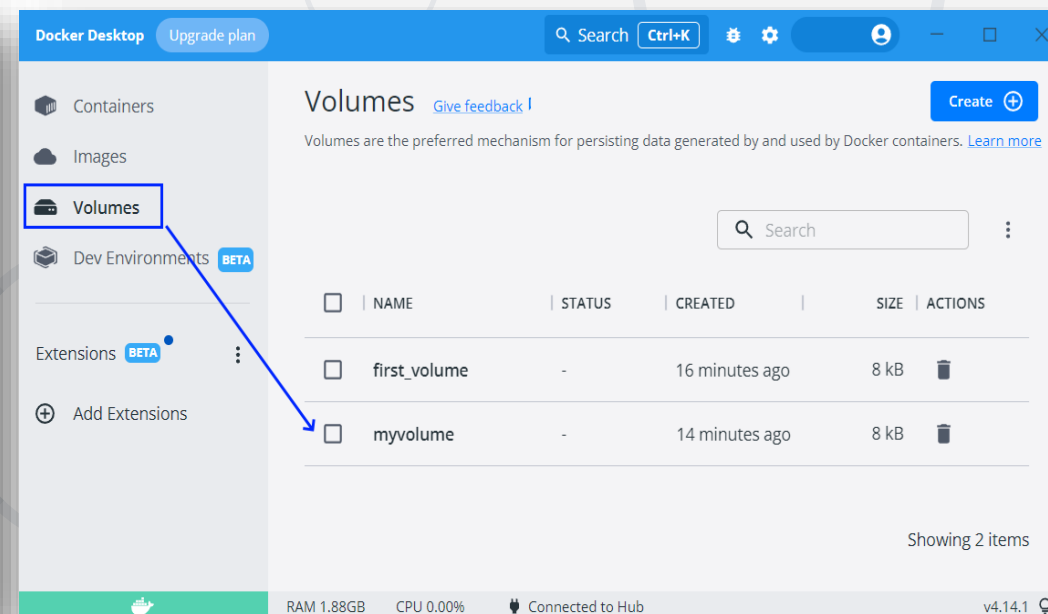 Docker Desktop Upgrade plan Search Ctrl+K
Containers
Images
Volumes
Dev Environments BETA
Extensions BETA
Add Extensions
Volumes Give feedback
Create
Volumes are the preferred mechanism for persisting data generated by and used by Docker containers. Learn more
Search
NAME STATUS CREATED SIZE ACTIONS
first_volume - 16 minutes ago 8 kB
myvolume - 14 minutes ago 8 kB
Showing 2 items
RAM 1.88GB CPU 0.00% Connected to Hub v4.14.1